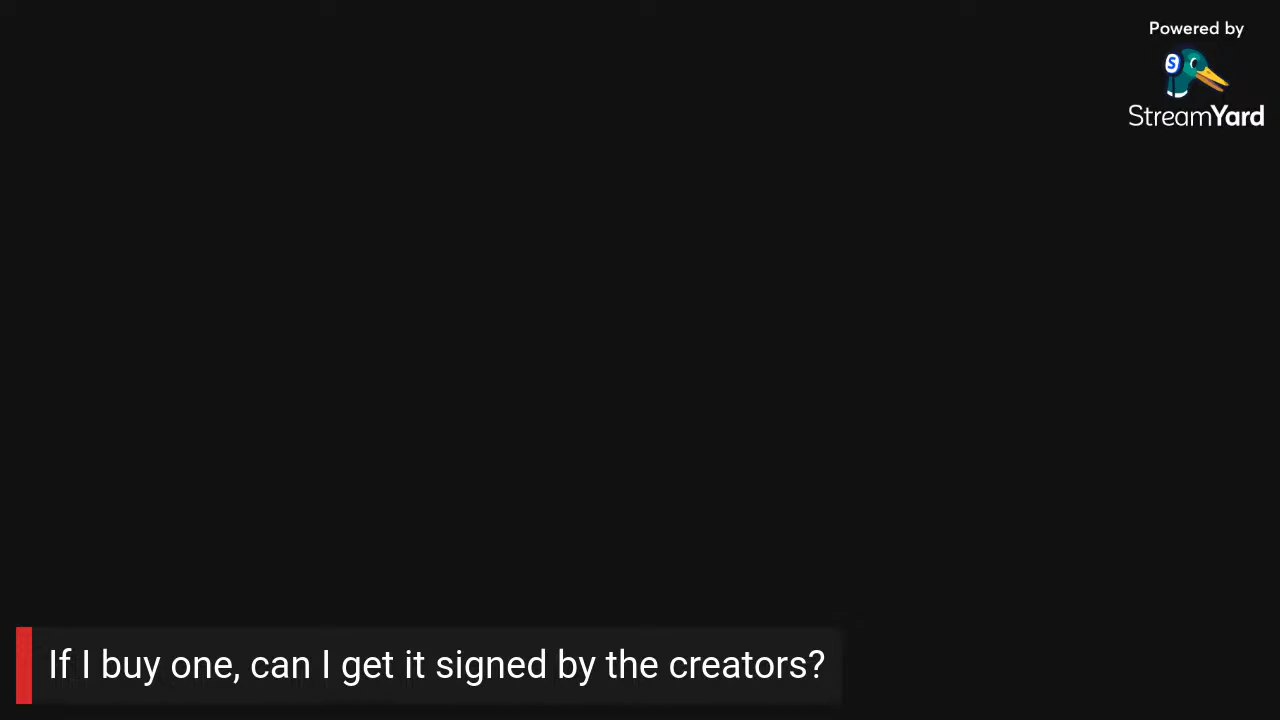 Powered by
StreamYard
If I buy one, can I get it signed by the creators?